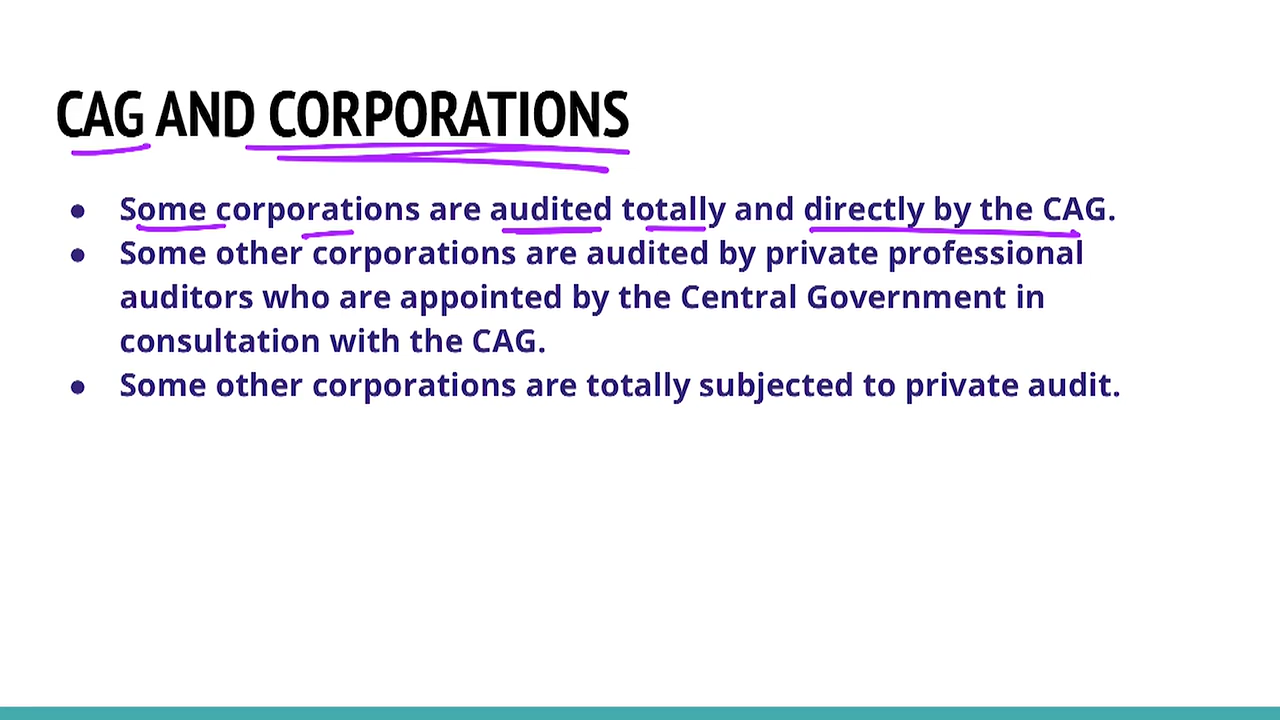 CAG AND CORPORATIONS
● Some corporations are audited totally and directly by the CAG.
● Some other corporations are audited by private professional
auditors who are appointed by the Central Government in
consultation with the CAG.
● Some other corporations are totally subjected to private audit.